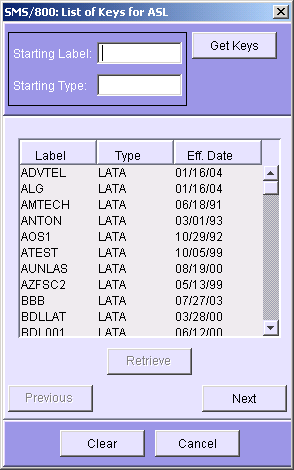 SMS/800: List of Keys for ASL
Starting Label:
Get Keys
Starting Type:
Label Type Eff. Date
ADVTEL LATA 01/16/04
ALG LATA 01/16/04
AMTECH LATA 06/18/91
ANTON LATA 03/01/93
AOS1 LATA 10/29/92
ATEST LATA 10/05/99
AUNLAS LATA 08/19/00
AZFSC2 LATA 05/13/99
BBB LATA 07/27/03
BDLLAT LATA 03/28/00
BDL001 LATA 06/12/00
Retrieve
Previous Next
Clear Cancel